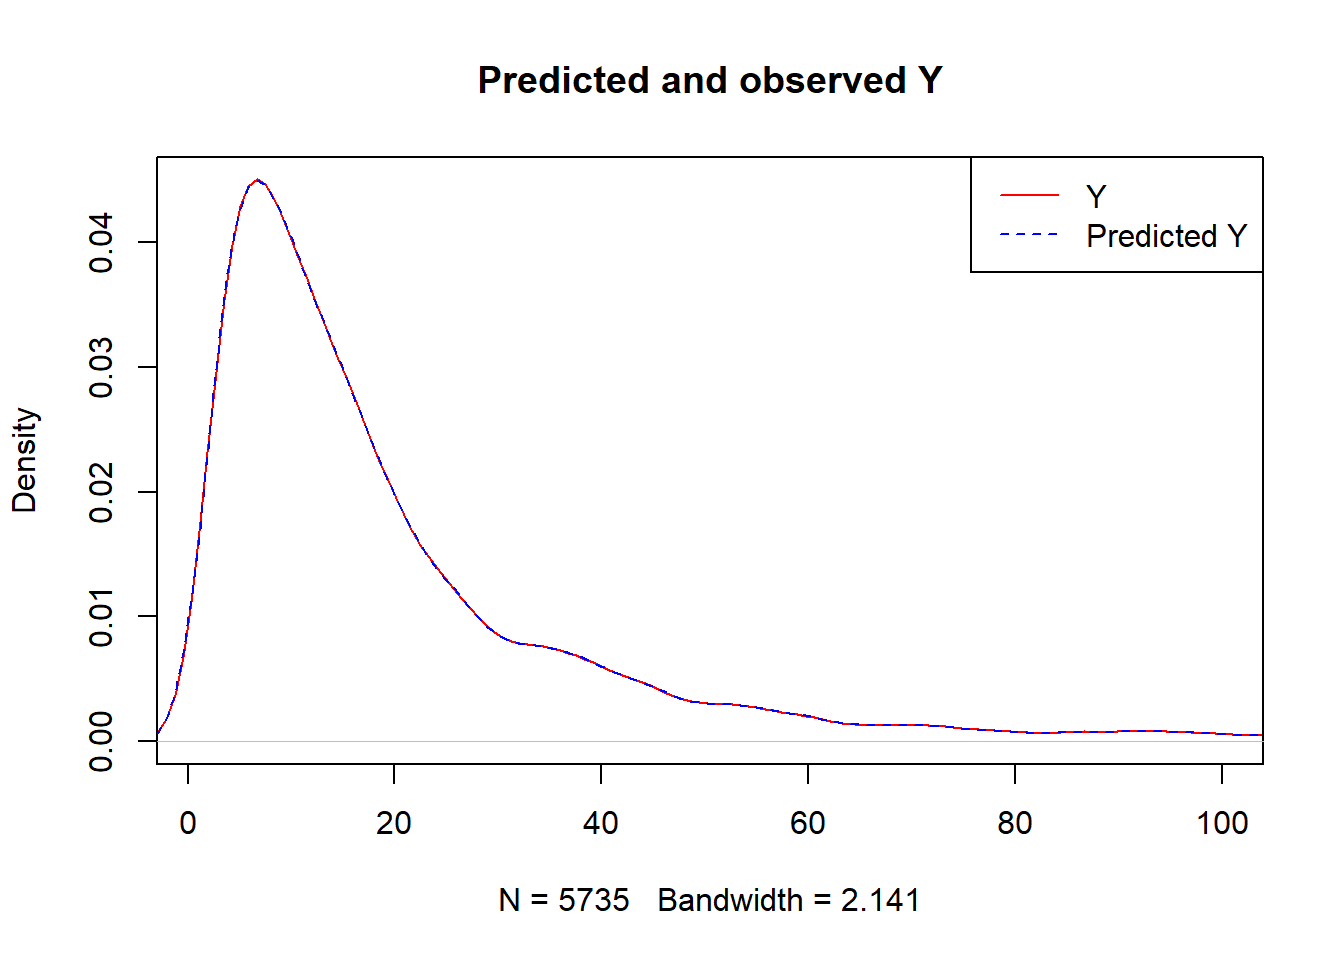 Predicted and observed Y
Y
Predicted Y
Density
0.04
0.03
0.02
0.01
0.00
0 20 40 60 80 100
N = 5735   Bandwidth = 2.141